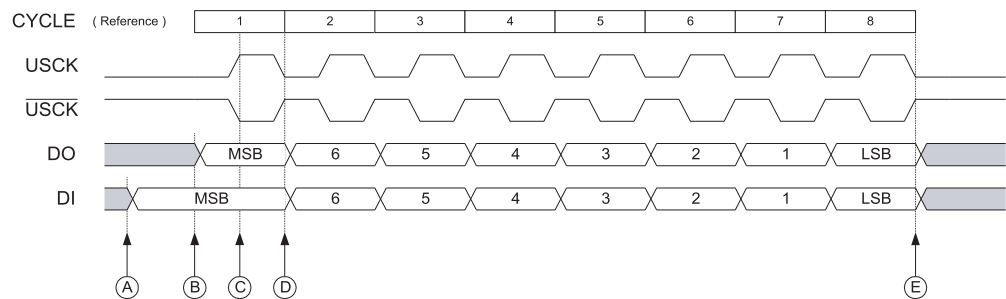 CYCLE ( Reference ) 1 2 3 4 5 6 7 8
USCK
USCK
DO MSB 6 5 4 3 2 1 LSB
DI MSB 6 5 4 3 2 1 LSB
A B C D E